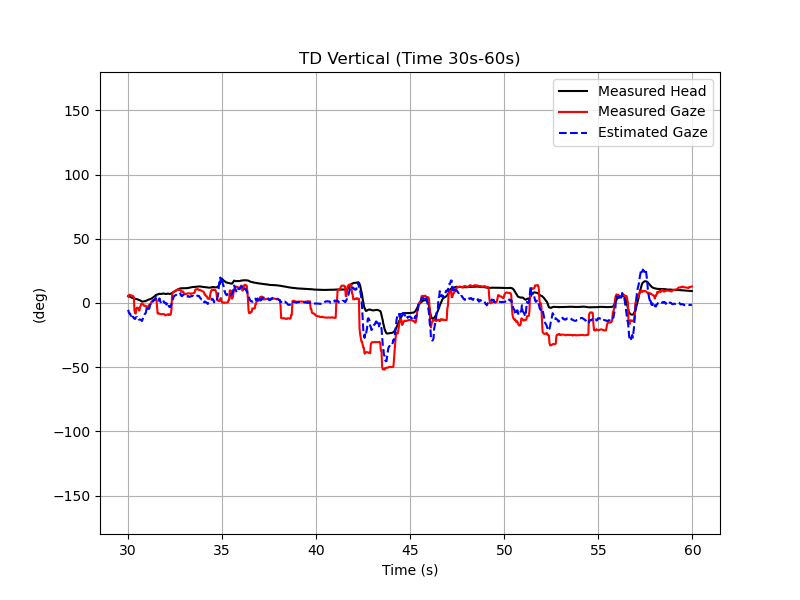 TD Vertical (Time 30s-60s)
Measured Head
Measured Gaze
Estimated Gaze
150
100
50
0
−50
−100
−150
(deg)
30 35 40 45 50 55 60
Time (s)